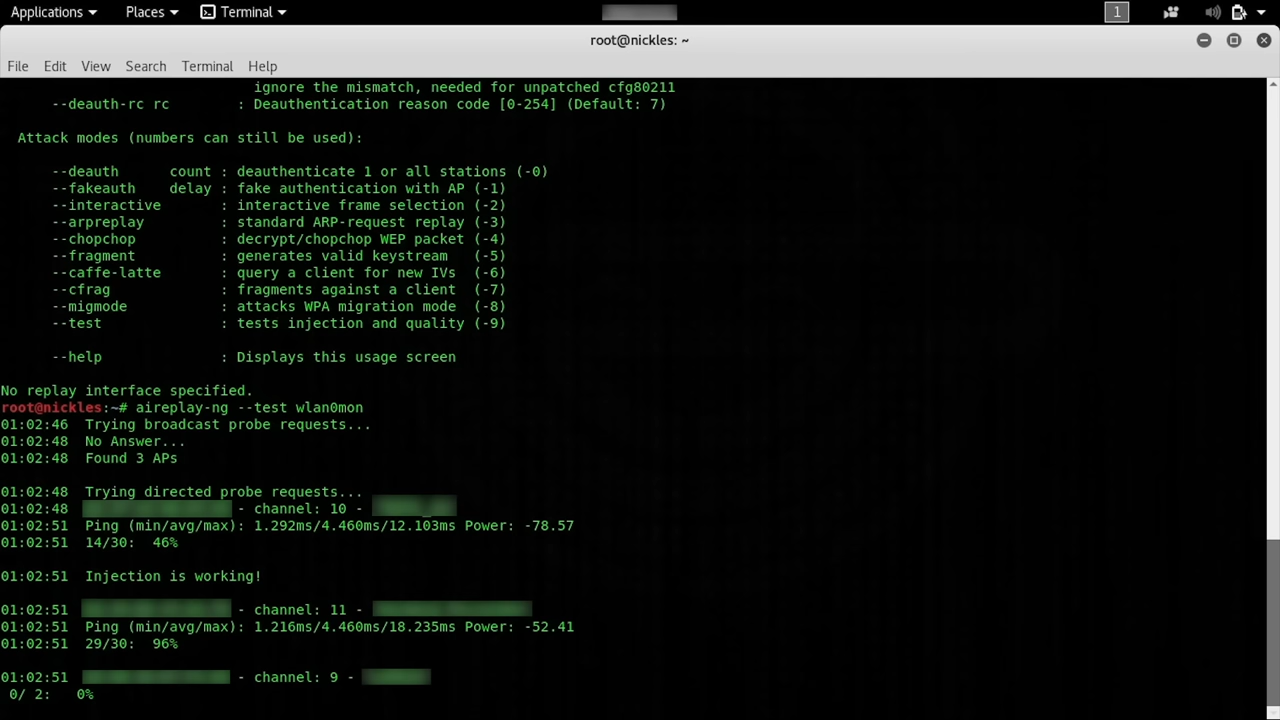 Applications Places Terminal 1
root@nickles: ~
File Edit View Search Terminal Help
ignore the mismatch, needed for unpatched cfg80211
--deauth-rc rc : Deauthentication reason code [0-254] (Default: 7)
Attack modes (numbers can still be used):
--deauth count : deauthenticate 1 or all stations (-0)
--fakeauth delay : fake authentication with AP (-1)
--interactive : interactive frame selection (-2)
--arpreplay : standard ARP-request replay (-3)
--chopchop : decrypt/chopchop WEP packet (-4)
--fragment : generates valid keystream (-5)
--caffe-latte : query a client for new IVs (-6)
--cfrag : fragments against a client (-7)
--migmode : attacks WPA migration mode (-8)
--test : tests injection and quality (-9)
--help : Displays this usage screen
No replay interface specified.
root@nickles:~# aireplay-ng --test wlan0mon
01:02:46 Trying broadcast probe requests...
01:02:48 No Answer...
01:02:48 Found 3 APs
01:02:48 Trying directed probe requests...
01:02:48 - channel: 10 -
01:02:51 Ping (min/avg/max): 1.292ms/4.460ms/12.103ms Power: -78.57
01:02:51 14/30: 46%
01:02:51 Injection is working!
01:02:51 - channel: 11 -
01:02:51 Ping (min/avg/max): 1.216ms/4.460ms/18.235ms Power: -52.41
01:02:51 29/30: 96%
01:02:51 - channel: 9 -
0/ 2: 0%